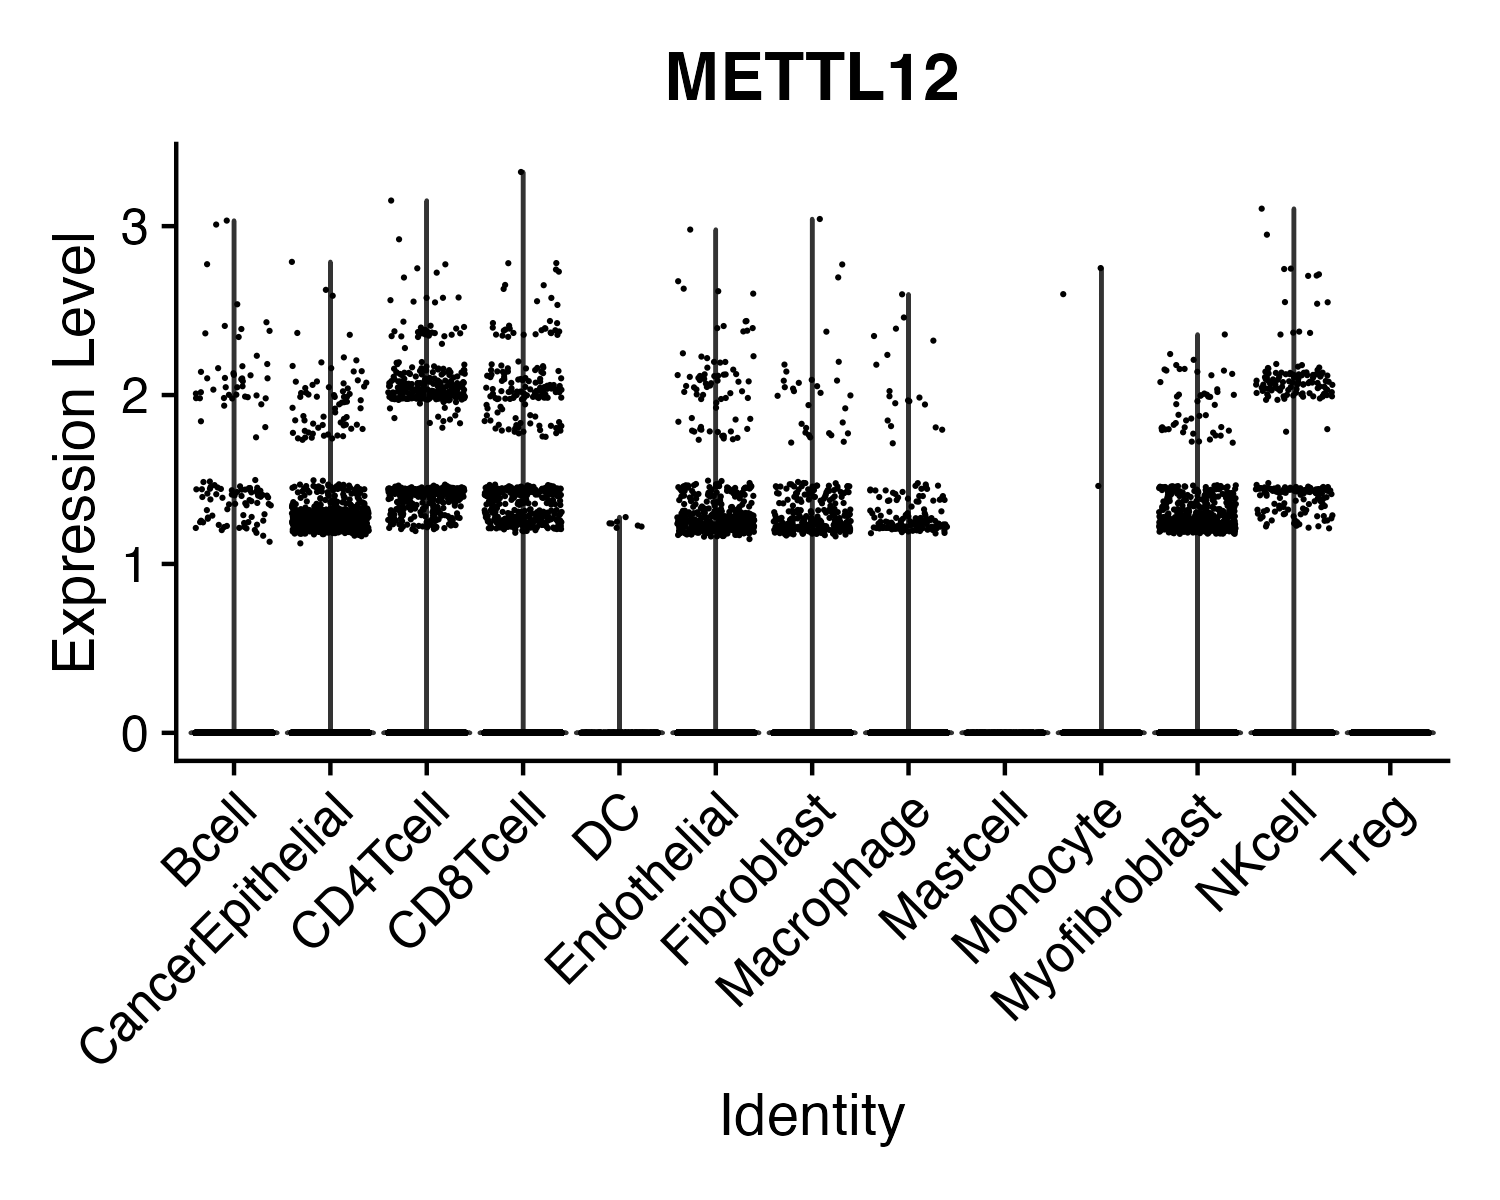 METTL12
Expression Level
3
2
1
0
Bcell
CancerEpithelial
CD4Tcell
CD8Tcell
DC
Endothelial
Fibroblast
Macrophage
Mastcell
Monocyte
Myofibroblast
NKcell
Treg
Identity